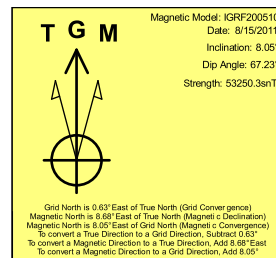 T G M
Magnetic Model: IGRF200510
Date: 8/15/2011
Inclination: 8.05°
Dip Angle: 67.23°
Strength: 53250.3snT
Grid North is 0.63° East of True North (Grid Convergence)
Magnetic North is 8.68° East of True North (Magnetic Declination)
Magnetic North is 8.05° East of Grid North (Magnetic Convergence)
To convert a True Direction to a Grid Direction, Subtract 0.63°
To convert a Magnetic Direction to a True Direction, Add 8.68° East
To convert a Magnetic Direction to a Grid Direction, Add 8.05°